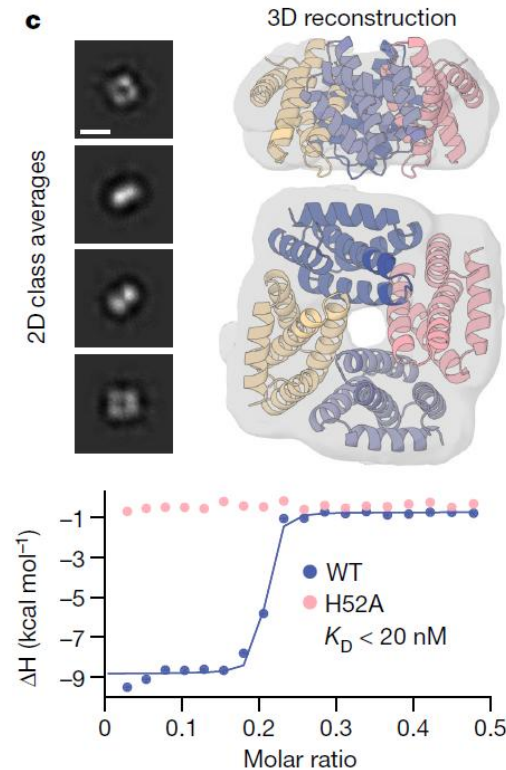 c
3D reconstruction
2D class averages
ΔH (kcal mol⁻¹)
−1
−3
−5
−7
−9
WT
H52A
K_D < 20 nM
0
0.1
0.2
0.3
0.4
0.5
Molar ratio